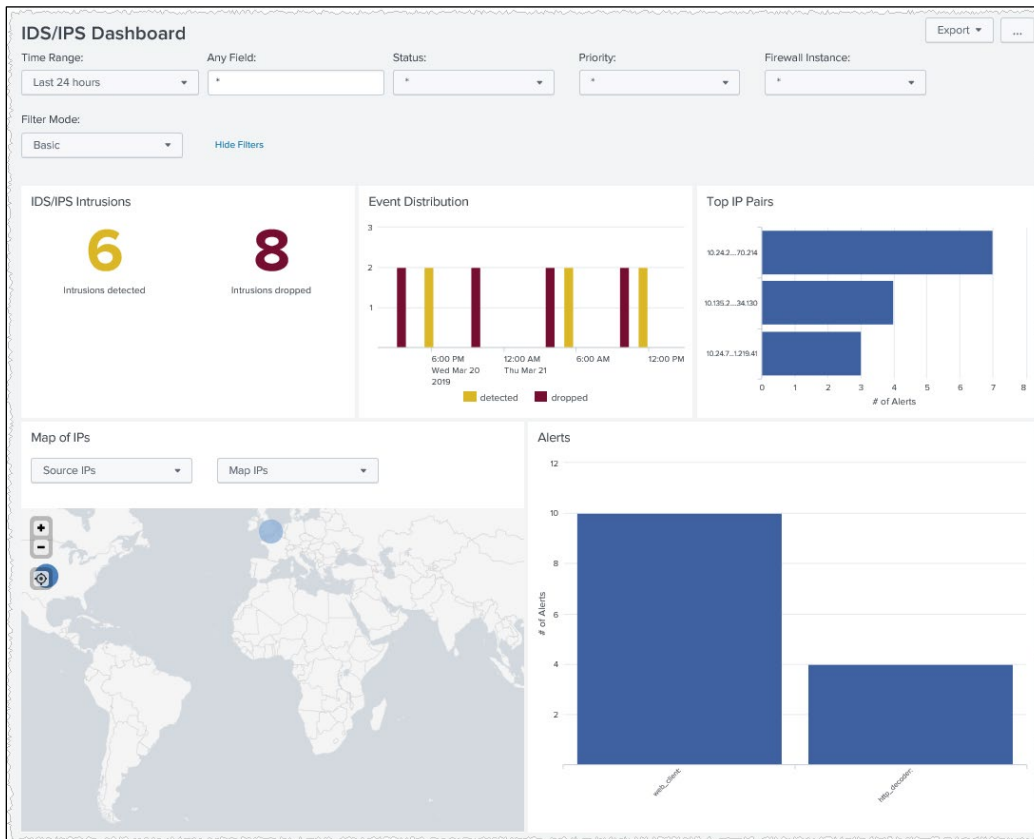 IDS/IPS Dashboard
Export
...
Time Range:
Any Field:
Status:
Priority:
Firewall Instance:
Last 24 hours
*
*
*
*
Filter Mode:
Basic
Hide Filters
IDS/IPS Intrusions
6
8
Intrusions detected
Intrusions dropped
Event Distribution
3
2
1
6:00 PM
Wed Mar 20
2019
12:00 AM
Thu Mar 21
6:00 AM
12:00 PM
detected
dropped
Top IP Pairs
10.24.2....70.214
10.135.2....34.130
10.24.7...1.219.41
0 1 2 3 4 5 6 7 8
# of Alerts
Map of IPs
Source IPs
Map IPs
+
−
Alerts
12
10
8
6
4
2
# of Alerts
web_client:
http_decoder: